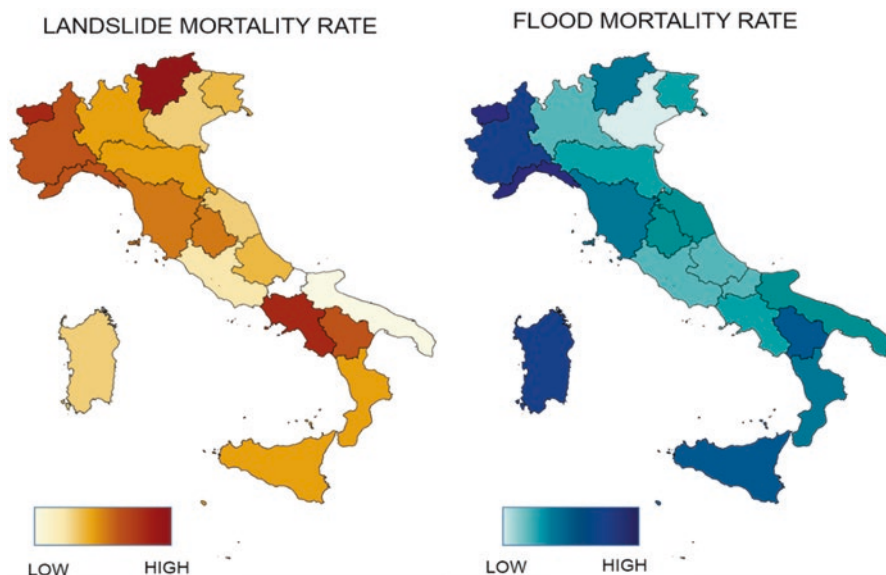 LANDSLIDE MORTALITY RATE
FLOOD MORTALITY RATE
LOW HIGH
LOW HIGH